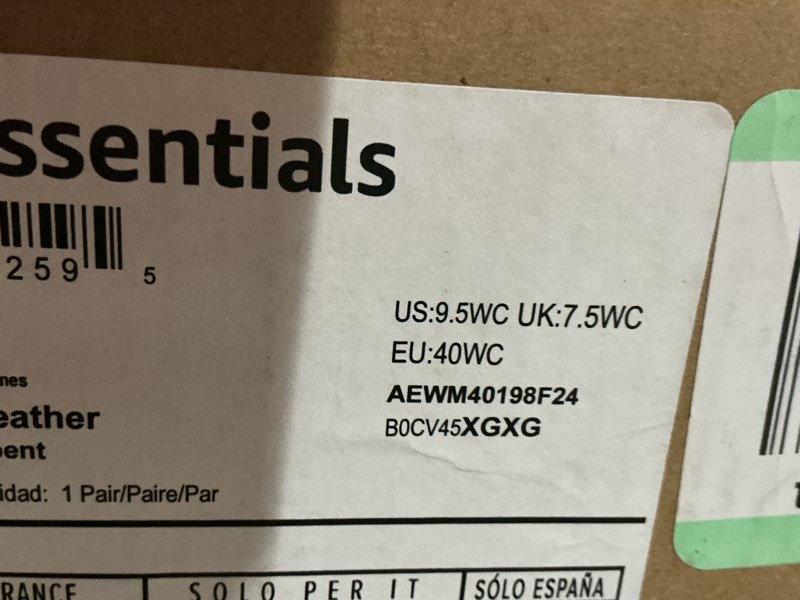 ssentials
259 5
US:9.5WC UK:7.5WC
EU:40WC
AEWM40198F24
B0CV45XGXG
nes
eather
ent
idad: 1 Pair/Paire/Par
RANCE
SOLO PER IT
SÓLO ESPAÑA